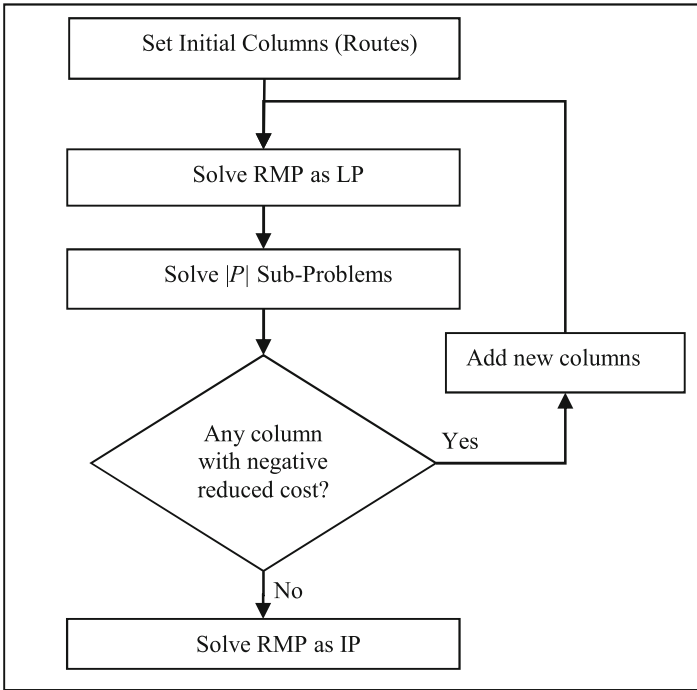 Set Initial Columns (Routes)
Solve RMP as LP
Solve |P| Sub-Problems
Add new columns
Any column
with negative
reduced cost?
Yes
No
Solve RMP as IP